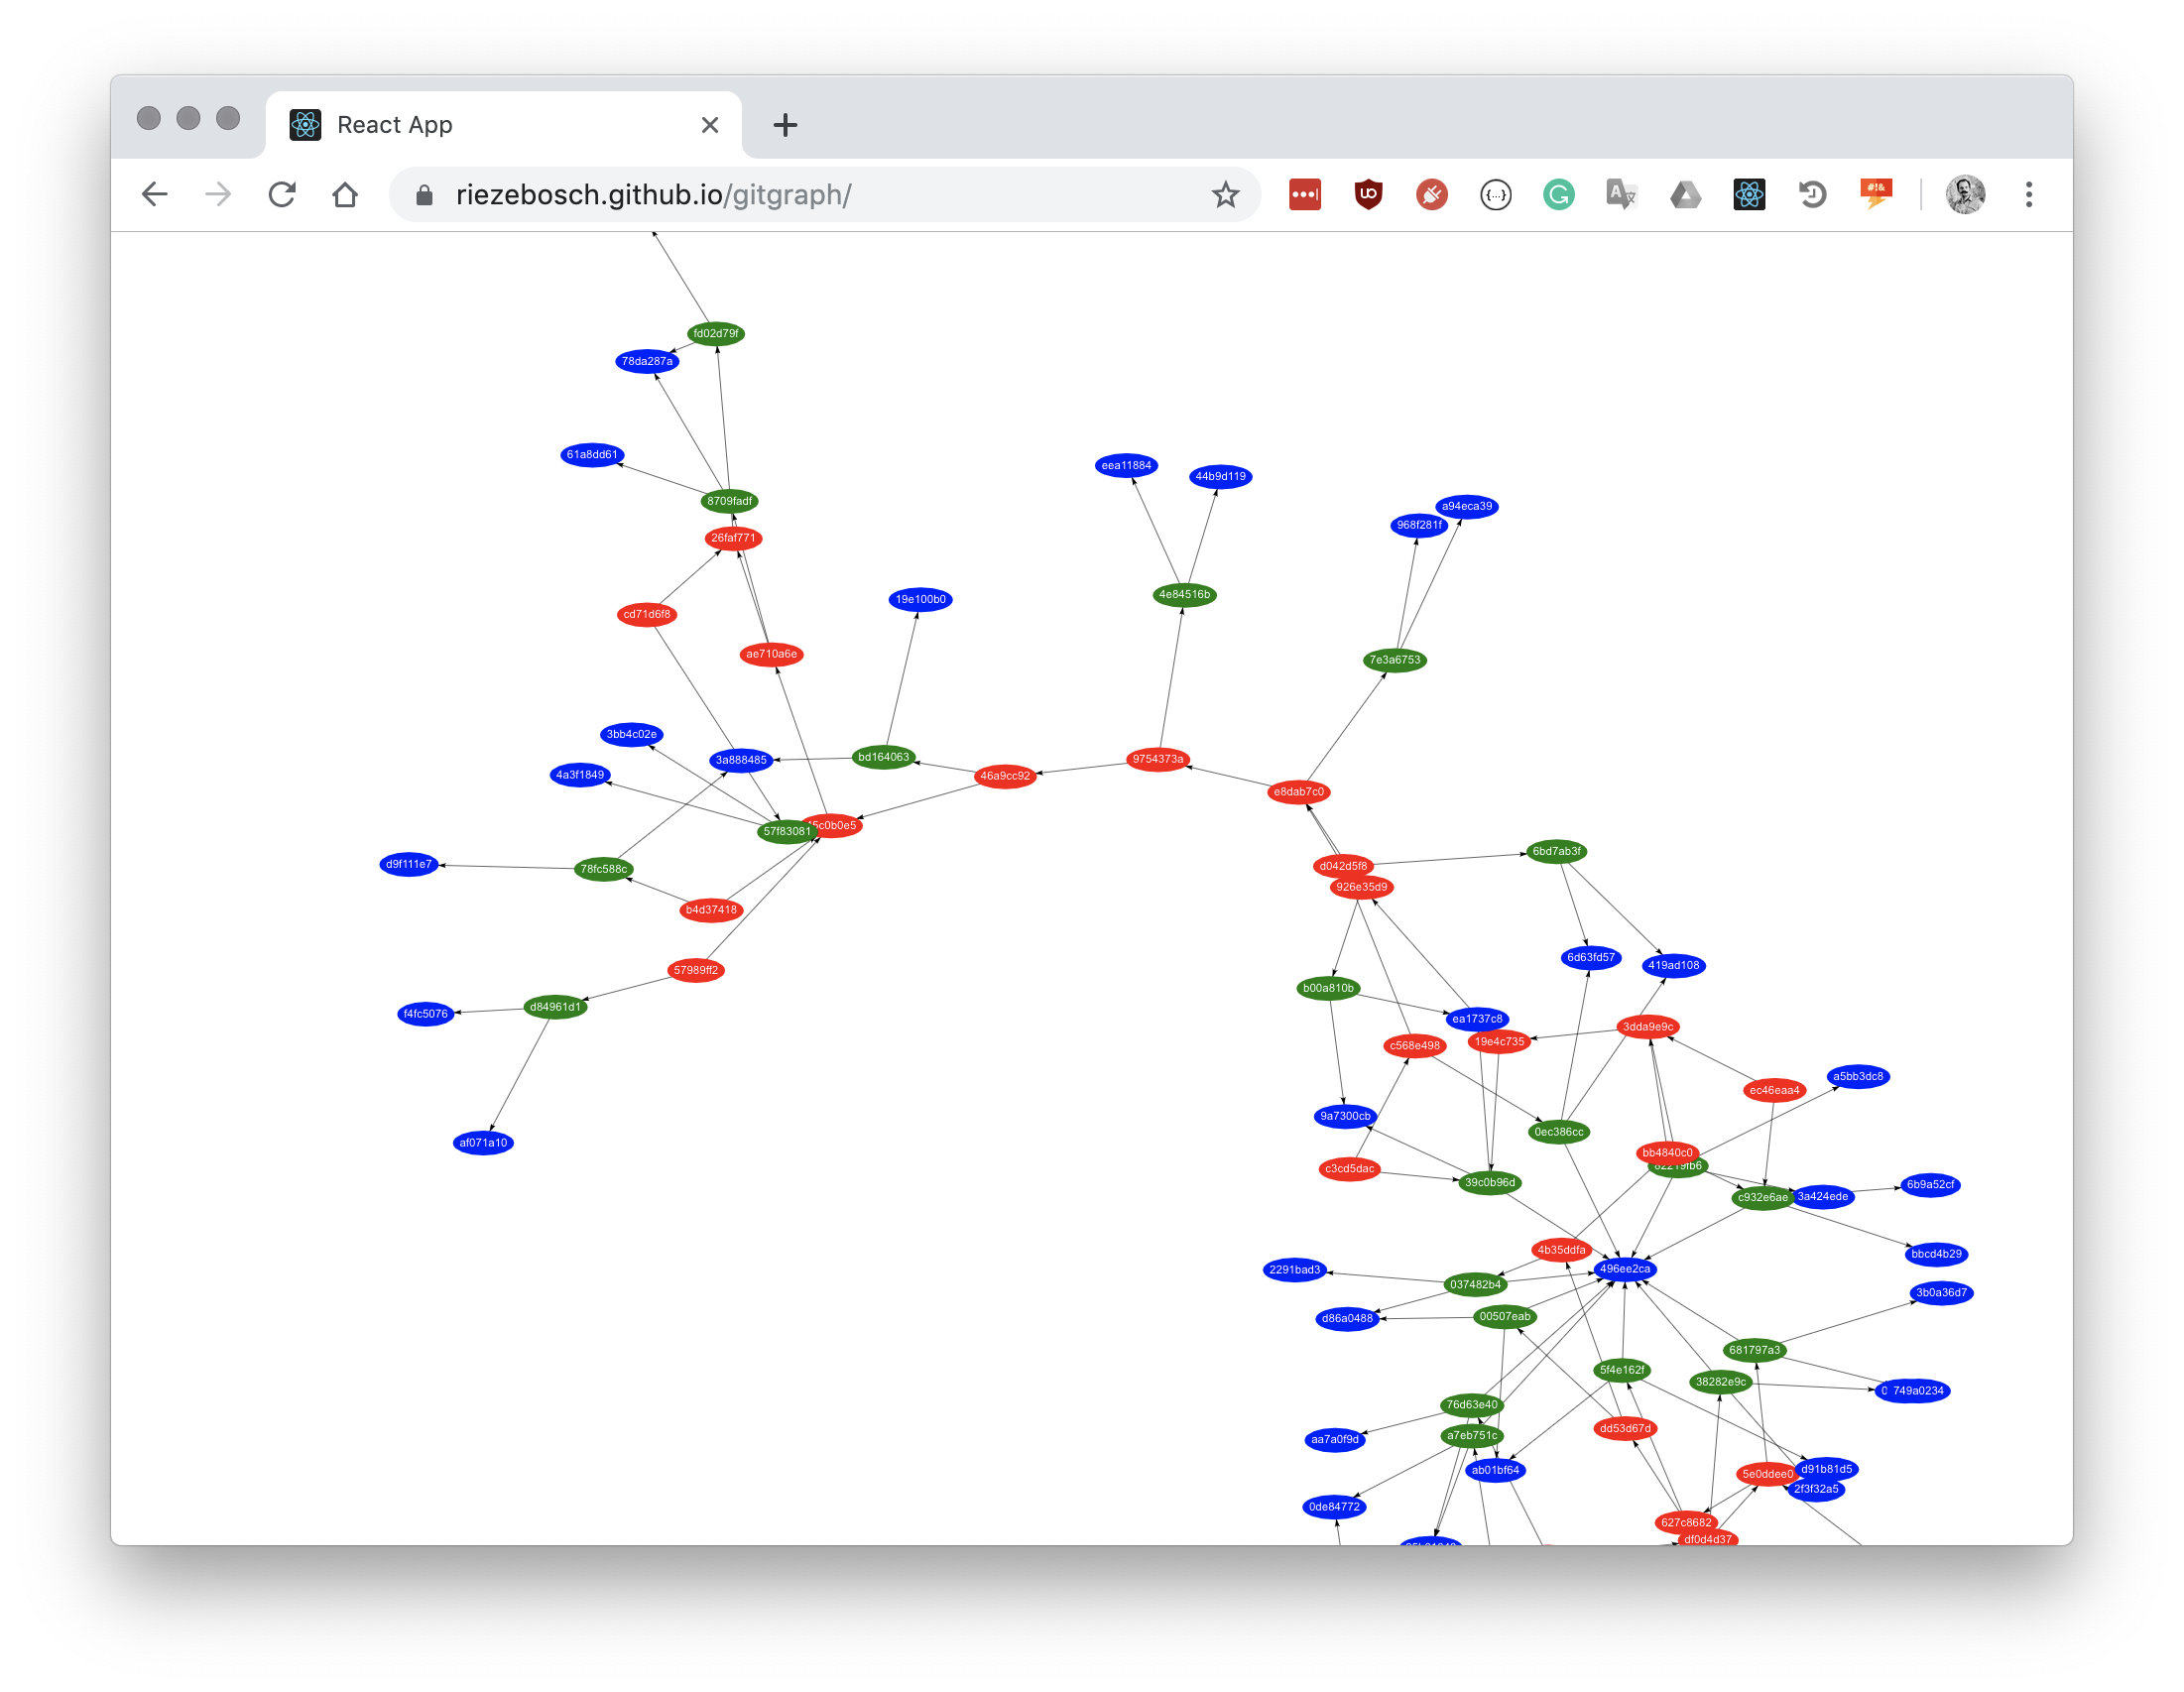 React App
riezebosch.github.io/gitgraph/
fd02d79f
78da287a
61a8dd61
eea11884
44b9d119
8709fadf
a94eca39
968f281f
26faf771
4e84516b
19e100b0
cd71d6f8
ae710a6e
7e3a6753
3bb4c02e
bd164063
9754373a
3a888485
4a3f1849
46a9cc92
e8dab7c0
57f83081
6bd7ab3f
d9f111e7
78fc588c
d042d5f8
926e35d9
b4d37418
6d63fd57
419ad108
57989ff2
b00a810b
d84961d1
f4fc5076
ea1737c8
3dda9e9c
19e4c735
c568e498
a5bb3dc8
ec46eaa4
9a7300cb
0ec386cc
af071a10
bb4840c0
c3cd5dac
39c0b96d
6b9a52cf
c932e6ae
3a424ede
4b35ddfa
bbcd4b29
2291bad3
496ee2ca
037482b4
3b0a36d7
d86a0488
00507eab
681797a3
5f4e162f
38282e9c
749a0234
76d63e40
dd53d67d
aa7a0f9d
a7eb751c
ab01bf64
5e0ddee0
d91b81d5
2f3f32a5
0de84772
627c8682
df0d4d37